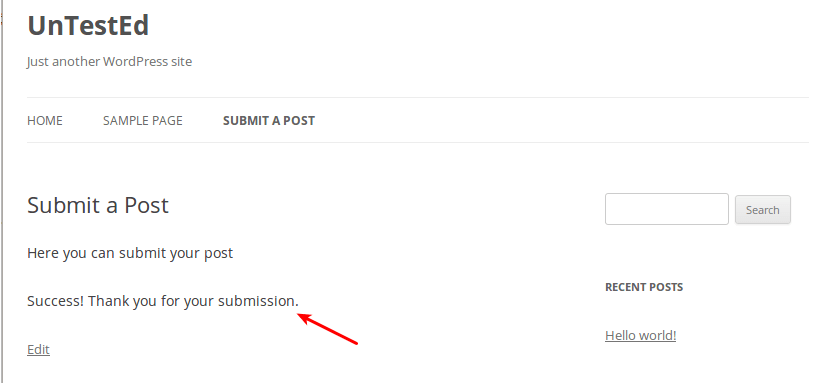 UnTestEd
Just another WordPress site
HOME SAMPLE PAGE SUBMIT A POST
Submit a Post
Here you can submit your post
Success! Thank you for your submission.
Edit
Search
RECENT POSTS
Hello world!